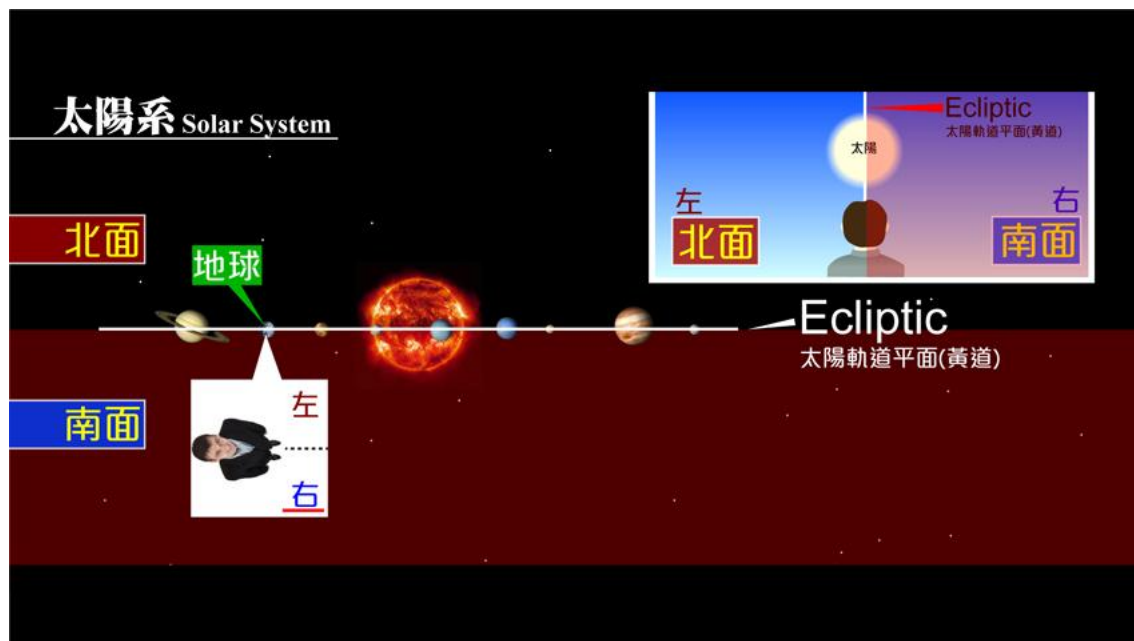 太陽系 Solar System
Ecliptic
太陽軌道平面(黃道)
太陽
左
右
北面
南面
北面
地球
Ecliptic
太陽軌道平面(黃道)
左
南面
右